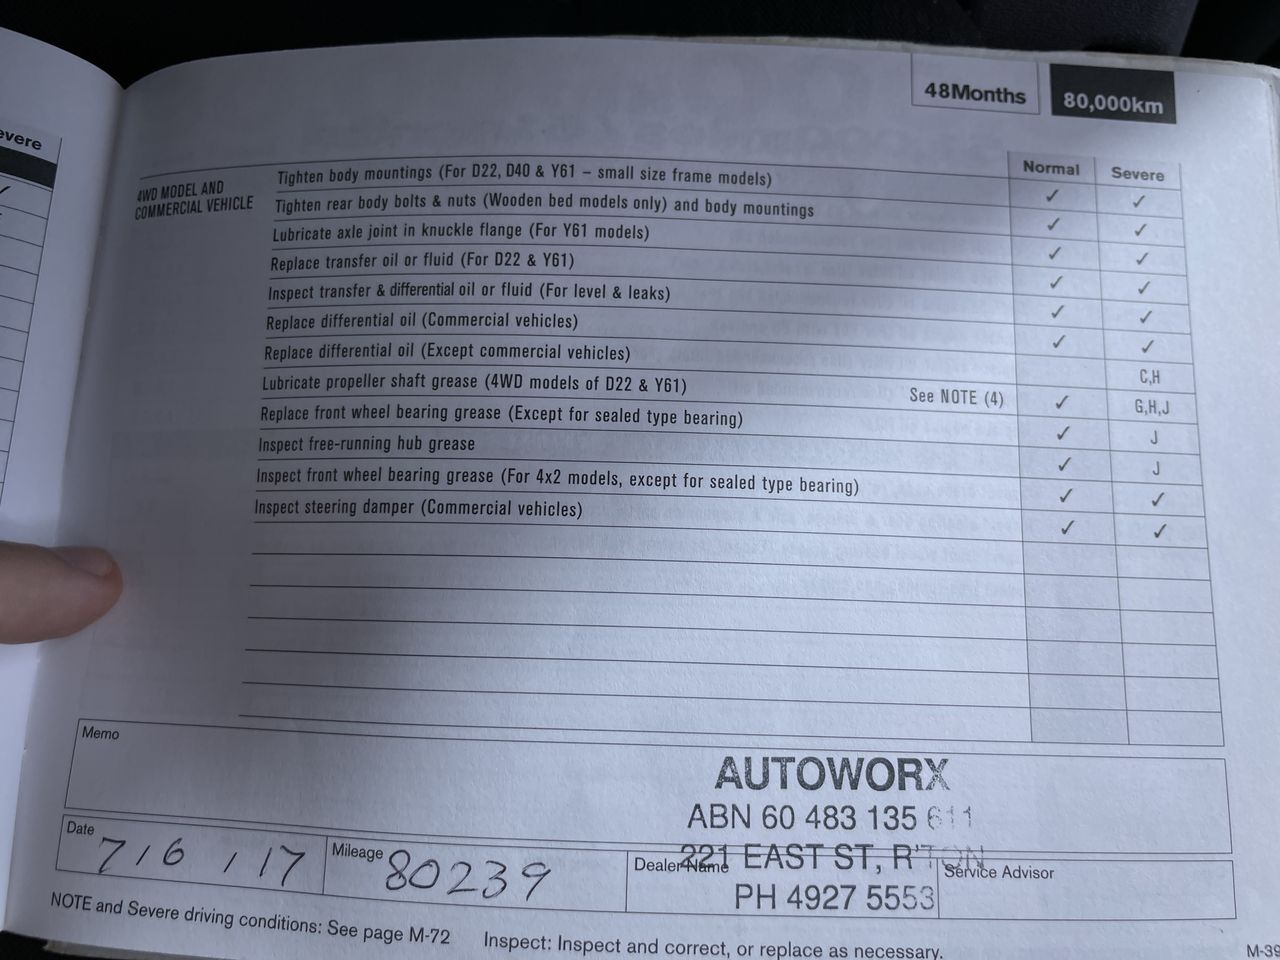 evere
48Months
80,000km
Normal Severe
4WD MODEL AND
COMMERCIAL VEHICLE
Tighten body mountings (For D22, D40 & Y61 – small size frame models) ✓ ✓
Tighten rear body bolts & nuts (Wooden bed models only) and body mountings ✓ ✓
Lubricate axle joint in knuckle flange (For Y61 models) ✓ ✓
Replace transfer oil or fluid (For D22 & Y61) ✓ ✓
Inspect transfer & differential oil or fluid (For level & leaks) ✓ ✓
Replace differential oil (Commercial vehicles) ✓ ✓
Replace differential oil (Except commercial vehicles) C,H
Lubricate propeller shaft grease (4WD models of D22 & Y61) See NOTE (4) ✓ G,H,J
Replace front wheel bearing grease (Except for sealed type bearing) ✓ J
Inspect free-running hub grease ✓ J
Inspect front wheel bearing grease (For 4x2 models, except for sealed type bearing) ✓ ✓
Inspect steering damper (Commercial vehicles) ✓ ✓
Memo
AUTOWORX
ABN 60 483 135 611
221 EAST ST, R'TON
PH 4927 5553
Date 7/6/17
Mileage 80239
Dealer Name
Service Advisor
NOTE and Severe driving conditions: See page M-72
Inspect: Inspect and correct, or replace as necessary.
M-39